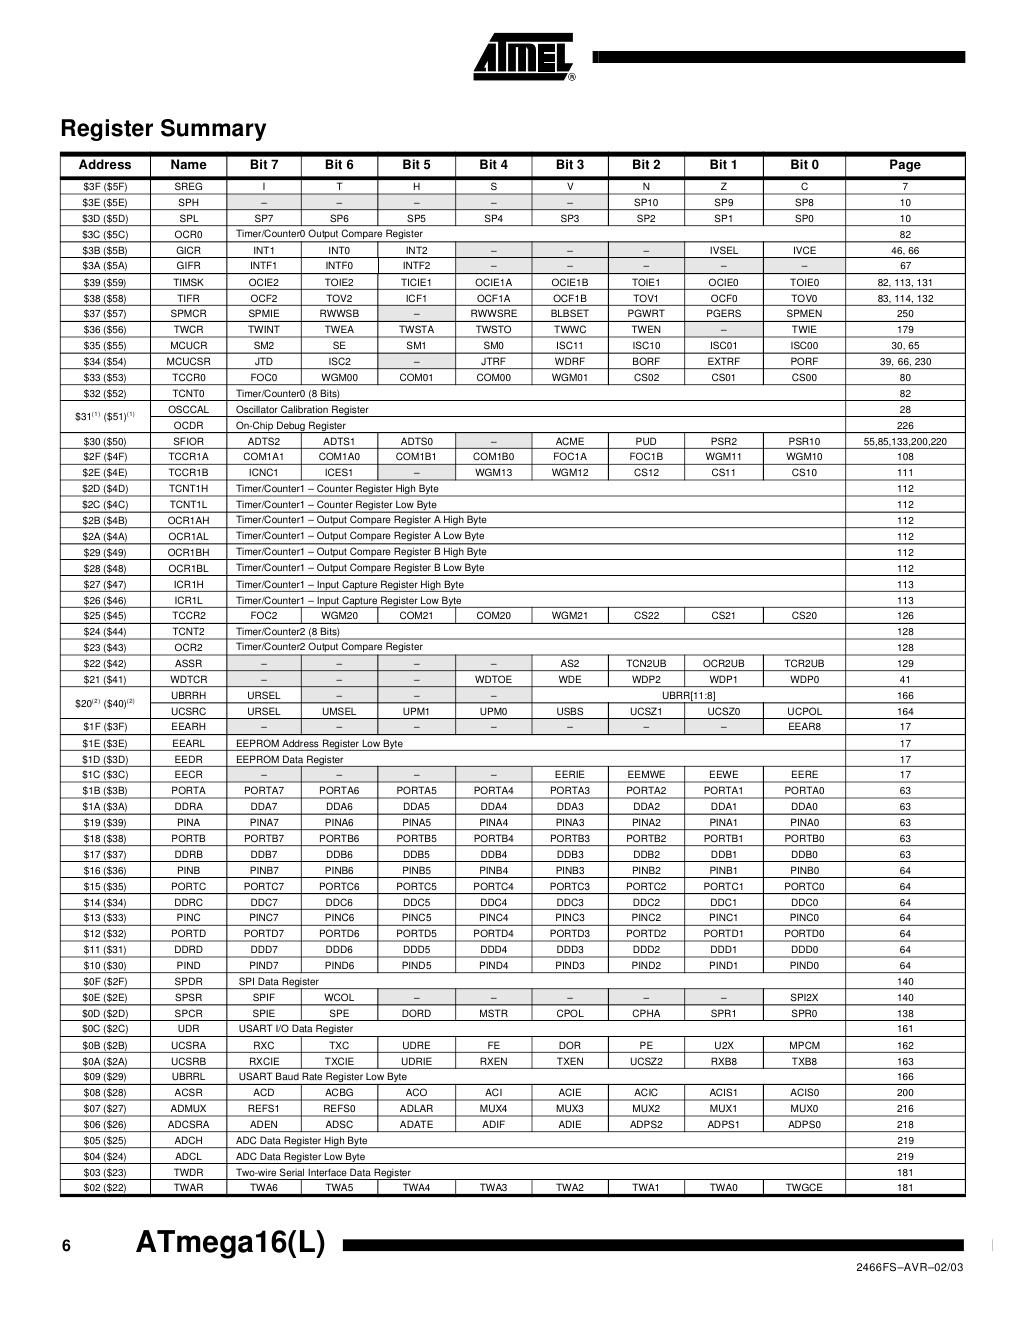 ATMEL®
Register Summary
Address Name Bit 7 Bit 6 Bit 5 Bit 4 Bit 3 Bit 2 Bit 1 Bit 0 Page
$3F ($5F) SREG I T H S V N Z C 7
$3E ($5E) SPH – – – – – SP10 SP9 SP8 10
$3D ($5D) SPL SP7 SP6 SP5 SP4 SP3 SP2 SP1 SP0 10
$3C ($5C) OCR0 Timer/Counter0 Output Compare Register 82
$3B ($5B) GICR INT1 INT0 INT2 – – – IVSEL IVCE 46, 66
$3A ($5A) GIFR INTF1 INTF0 INTF2 – – – – – 67
$39 ($59) TIMSK OCIE2 TOIE2 TICIE1 OCIE1A OCIE1B TOIE1 OCIE0 TOIE0 82, 113, 131
$38 ($58) TIFR OCF2 TOV2 ICF1 OCF1A OCF1B TOV1 OCF0 TOV0 83, 114, 132
$37 ($57) SPMCR SPMIE RWWSB – RWWSRE BLBSET PGWRT PGERS SPMEN 250
$36 ($56) TWCR TWINT TWEA TWSTA TWSTO TWWC TWEN – TWIE 179
$35 ($55) MCUCR SM2 SE SM1 SM0 ISC11 ISC10 ISC01 ISC00 30, 65
$34 ($54) MCUCSR JTD ISC2 – JTRF WDRF BORF EXTRF PORF 39, 66, 230
$33 ($53) TCCR0 FOC0 WGM00 COM01 COM00 WGM01 CS02 CS01 CS00 80
$32 ($52) TCNT0 Timer/Counter0 (8 Bits) 82
$31(1) ($51)(1) OSCCAL Oscillator Calibration Register 28
OCDR On-Chip Debug Register 226
$30 ($50) SFIOR ADTS2 ADTS1 ADTS0 – ACME PUD PSR2 PSR10 55,85,133,200,220
$2F ($4F) TCCR1A COM1A1 COM1A0 COM1B1 COM1B0 FOC1A FOC1B WGM11 WGM10 108
$2E ($4E) TCCR1B ICNC1 ICES1 – WGM13 WGM12 CS12 CS11 CS10 111
$2D ($4D) TCNT1H Timer/Counter1 – Counter Register High Byte 112
$2C ($4C) TCNT1L Timer/Counter1 – Counter Register Low Byte 112
$2B ($4B) OCR1AH Timer/Counter1 – Output Compare Register A High Byte 112
$2A ($4A) OCR1AL Timer/Counter1 – Output Compare Register A Low Byte 112
$29 ($49) OCR1BH Timer/Counter1 – Output Compare Register B High Byte 112
$28 ($48) OCR1BL Timer/Counter1 – Output Compare Register B Low Byte 112
$27 ($47) ICR1H Timer/Counter1 – Input Capture Register High Byte 113
$26 ($46) ICR1L Timer/Counter1 – Input Capture Register Low Byte 113
$25 ($45) TCCR2 FOC2 WGM20 COM21 COM20 WGM21 CS22 CS21 CS20 126
$24 ($44) TCNT2 Timer/Counter2 (8 Bits) 128
$23 ($43) OCR2 Timer/Counter2 Output Compare Register 128
$22 ($42) ASSR – – – – AS2 TCN2UB OCR2UB TCR2UB 129
$21 ($41) WDTCR – – – WDTOE WDE WDP2 WDP1 WDP0 41
$20(2) ($40)(2) UBRRH URSEL – – – UBRR[11:8] 166
UCSRC URSEL UMSEL UPM1 UPM0 USBS UCSZ1 UCSZ0 UCPOL 164
$1F ($3F) EEARH – – – – – – – EEAR8 17
$1E ($3E) EEARL EEPROM Address Register Low Byte 17
$1D ($3D) EEDR EEPROM Data Register 17
$1C ($3C) EECR – – – – EERIE EEMWE EEWE EERE 17
$1B ($3B) PORTA PORTA7 PORTA6 PORTA5 PORTA4 PORTA3 PORTA2 PORTA1 PORTA0 63
$1A ($3A) DDRA DDA7 DDA6 DDA5 DDA4 DDA3 DDA2 DDA1 DDA0 63
$19 ($39) PINA PINA7 PINA6 PINA5 PINA4 PINA3 PINA2 PINA1 PINA0 63
$18 ($38) PORTB PORTB7 PORTB6 PORTB5 PORTB4 PORTB3 PORTB2 PORTB1 PORTB0 63
$17 ($37) DDRB DDB7 DDB6 DDB5 DDB4 DDB3 DDB2 DDB1 DDB0 63
$16 ($36) PINB PINB7 PINB6 PINB5 PINB4 PINB3 PINB2 PINB1 PINB0 64
$15 ($35) PORTC PORTC7 PORTC6 PORTC5 PORTC4 PORTC3 PORTC2 PORTC1 PORTC0 64
$14 ($34) DDRC DDC7 DDC6 DDC5 DDC4 DDC3 DDC2 DDC1 DDC0 64
$13 ($33) PINC PINC7 PINC6 PINC5 PINC4 PINC3 PINC2 PINC1 PINC0 64
$12 ($32) PORTD PORTD7 PORTD6 PORTD5 PORTD4 PORTD3 PORTD2 PORTD1 PORTD0 64
$11 ($31) DDRD DDD7 DDD6 DDD5 DDD4 DDD3 DDD2 DDD1 DDD0 64
$10 ($30) PIND PIND7 PIND6 PIND5 PIND4 PIND3 PIND2 PIND1 PIND0 64
$0F ($2F) SPDR SPI Data Register 140
$0E ($2E) SPSR SPIF WCOL – – – – – SPI2X 140
$0D ($2D) SPCR SPIE SPE DORD MSTR CPOL CPHA SPR1 SPR0 138
$0C ($2C) UDR USART I/O Data Register 161
$0B ($2B) UCSRA RXC TXC UDRE FE DOR PE U2X MPCM 162
$0A ($2A) UCSRB RXCIE TXCIE UDRIE RXEN TXEN UCSZ2 RXB8 TXB8 163
$09 ($29) UBRRL USART Baud Rate Register Low Byte 166
$08 ($28) ACSR ACD ACBG ACO ACI ACIE ACIC ACIS1 ACIS0 200
$07 ($27) ADMUX REFS1 REFS0 ADLAR MUX4 MUX3 MUX2 MUX1 MUX0 216
$06 ($26) ADCSRA ADEN ADSC ADATE ADIF ADIE ADPS2 ADPS1 ADPS0 218
$05 ($25) ADCH ADC Data Register High Byte 219
$04 ($24) ADCL ADC Data Register Low Byte 219
$03 ($23) TWDR Two-wire Serial Interface Data Register 181
$02 ($22) TWAR TWA6 TWA5 TWA4 TWA3 TWA2 TWA1 TWA0 TWGCE 181
6 ATmega16(L)
2466FS–AVR–02/03